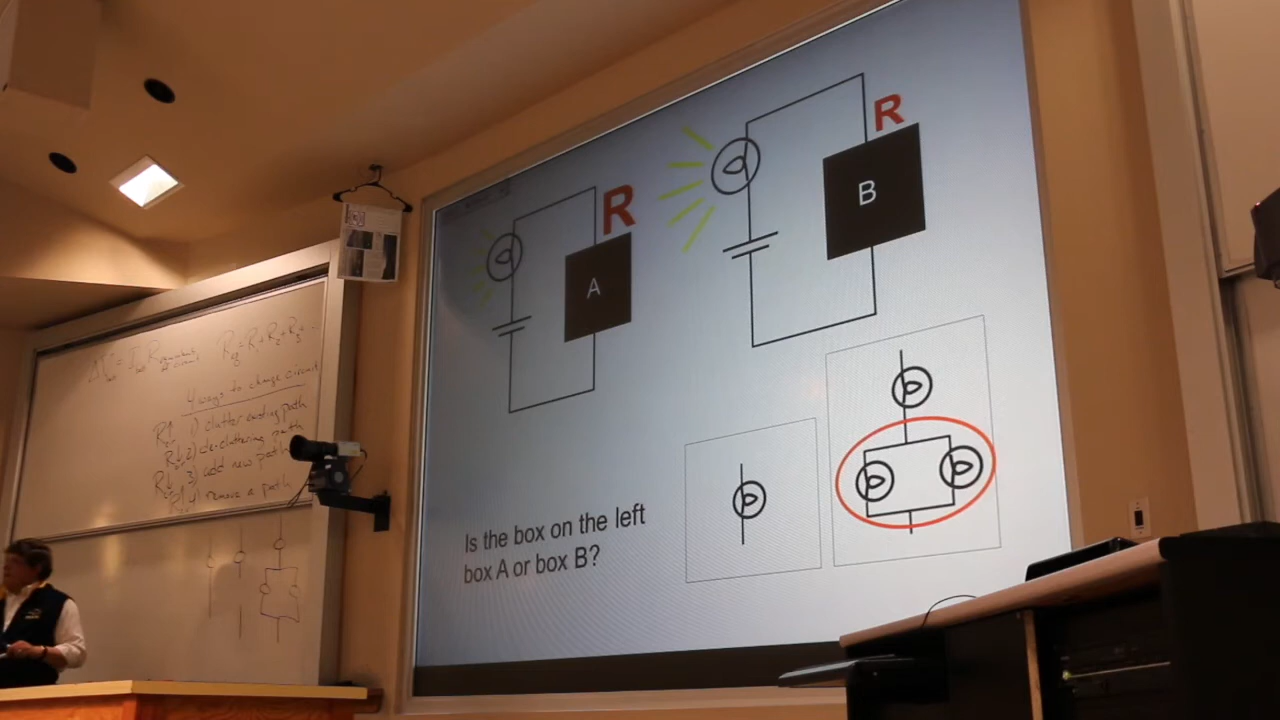 R
A
R
B
Is the box on the left
box A or box B?
4 ways to change circuit
R↑ 1) clutter existing path
R↓ 2) de-cluttering path
R↓ 3) add new path
4) remove a path